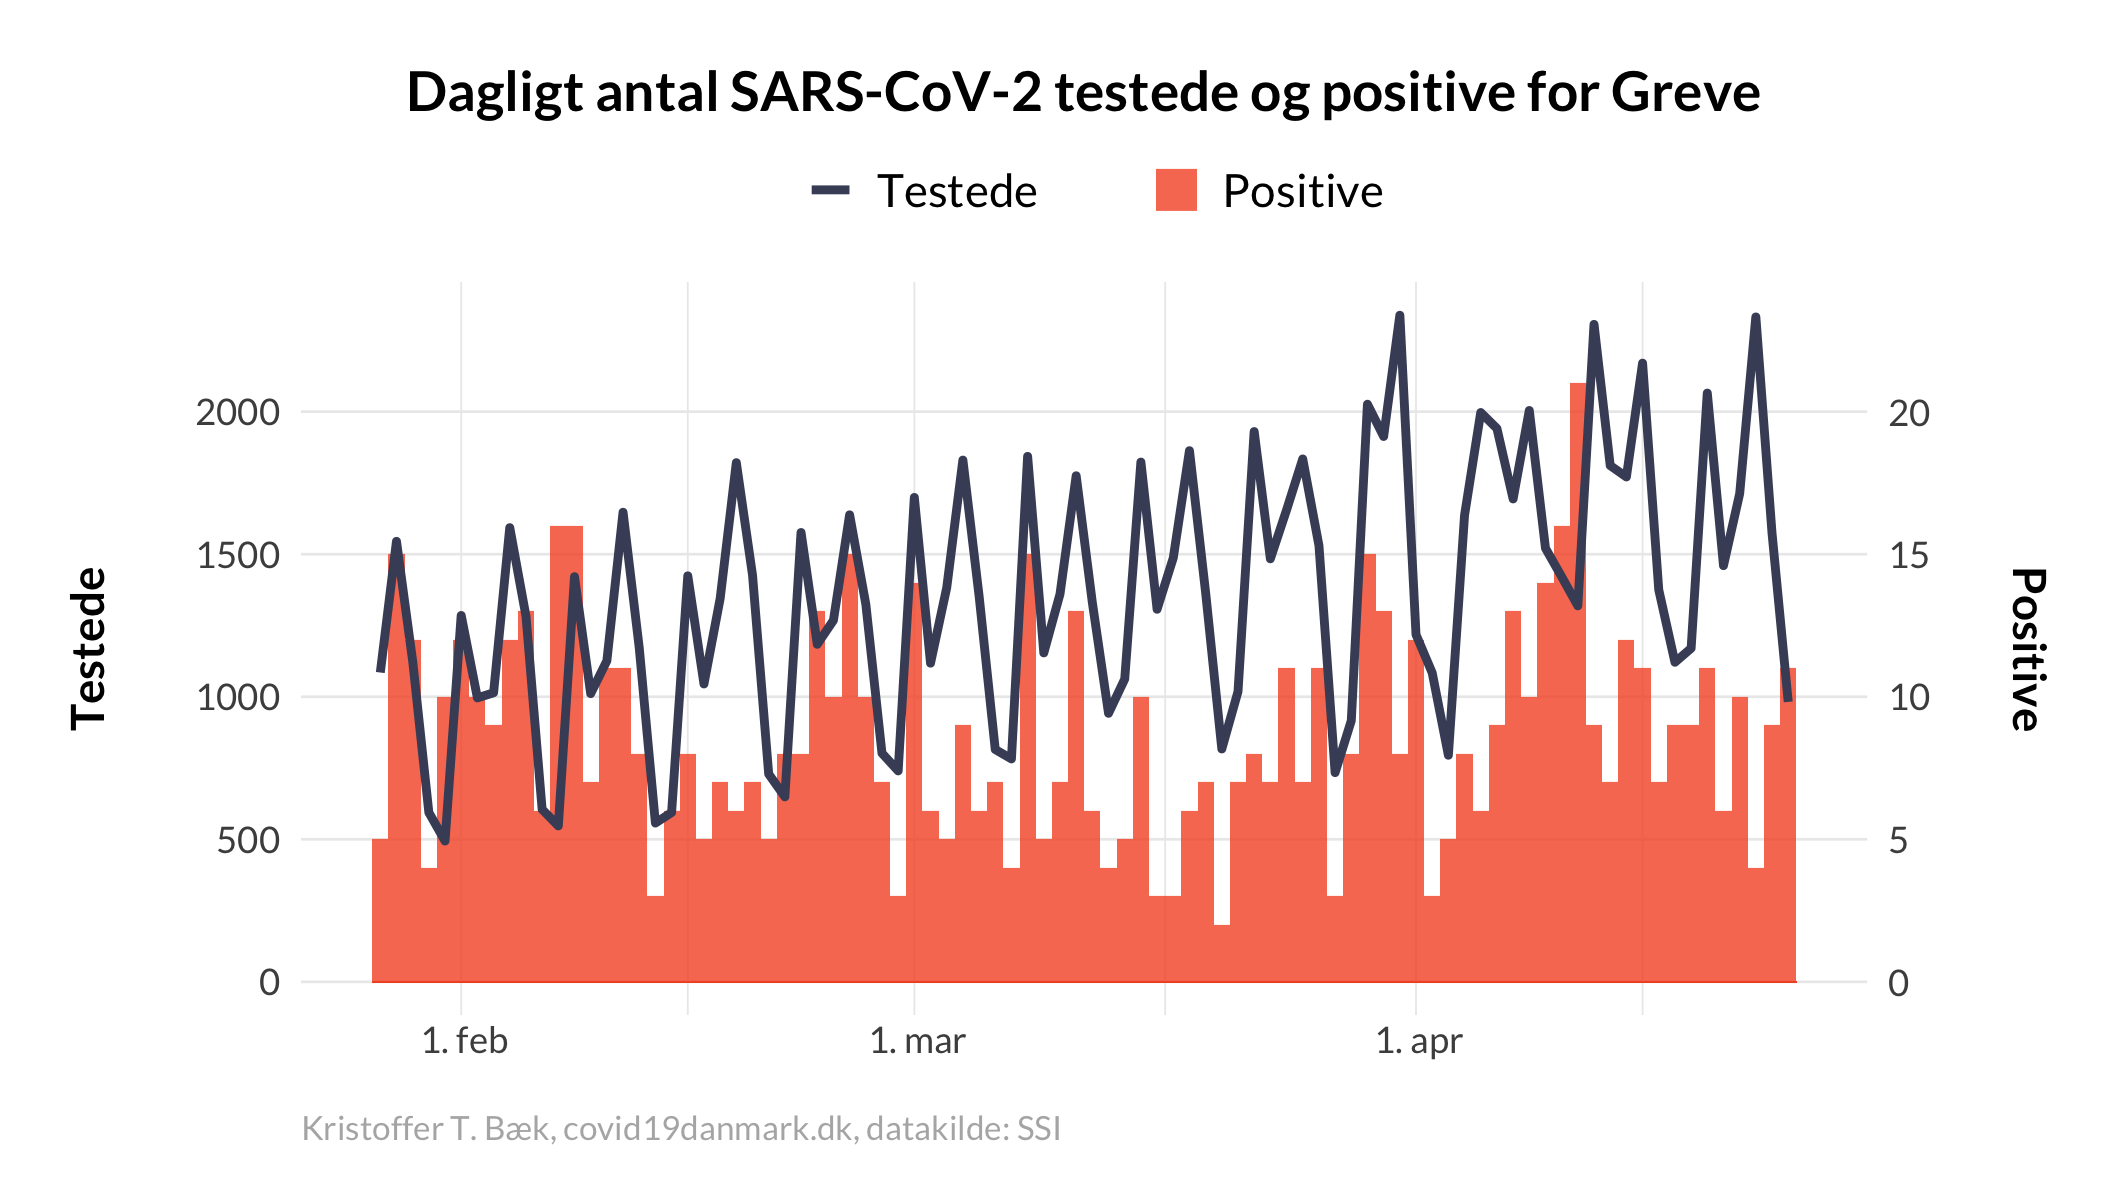 Dagligt antal SARS-CoV-2 testede og positive for Greve
Testede Positive
Testede
Positive
2000 20
1500 15
1000 10
500 5
0 0
1. feb 1. mar 1. apr
Kristoffer T. Bæk, covid19danmark.dk, datakilde: SSI